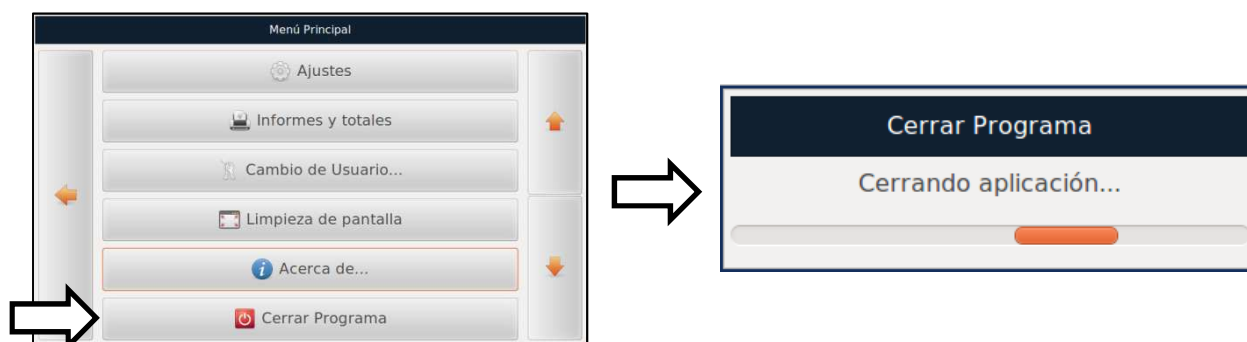 Menú Principal
Ajustes
Informes y totales
Cambio de Usuario...
Limpieza de pantalla
Acerca de...
Cerrar Programa
Cerrar Programa
Cerrando aplicación...